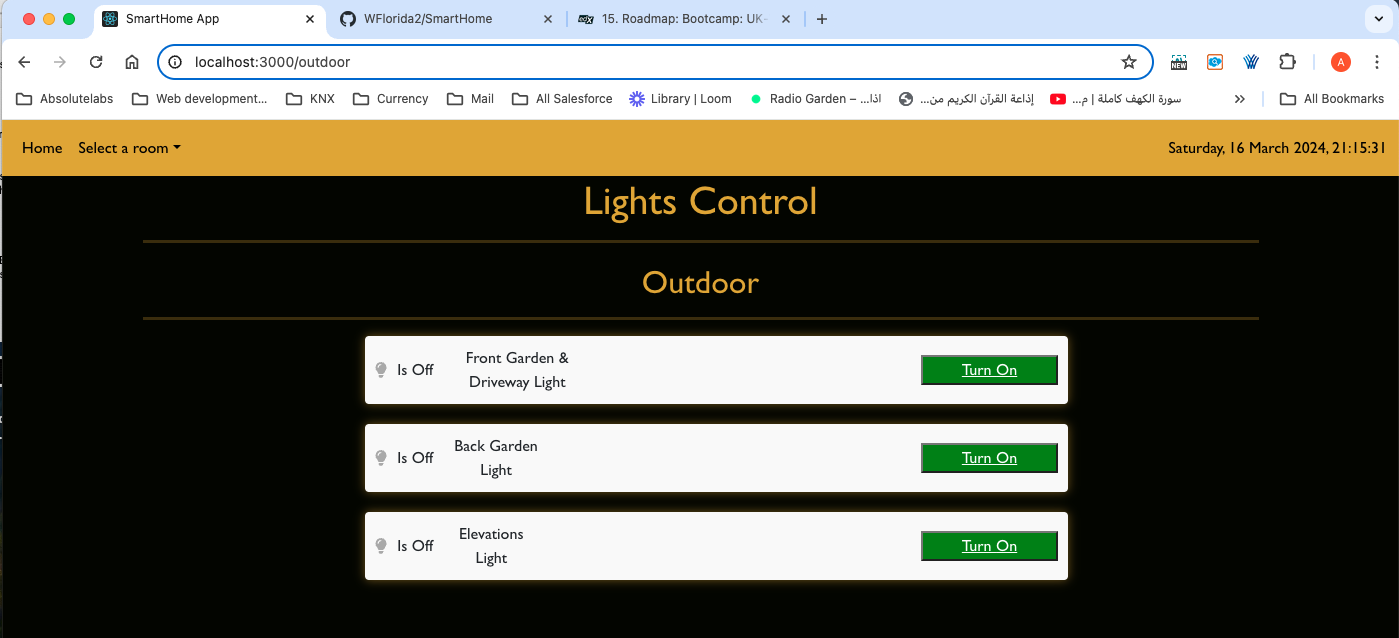 SmartHome App
WFlorida2/SmartHome
15. Roadmap: Bootcamp: UK-
localhost:3000/outdoor
NEW
A
Absolutelabs
Web development...
KNX
Currency
Mail
All Salesforce
Library | Loom
Radio Garden – اذا...
إذاعة القرآن الكريم من...
سورة الكهف كاملة | م...
All Bookmarks
Home
Select a room
Saturday, 16 March 2024, 21:15:31
Lights Control
Outdoor
Is Off
Front Garden &
Driveway Light
Turn On
Is Off
Back Garden
Light
Turn On
Is Off
Elevations
Light
Turn On